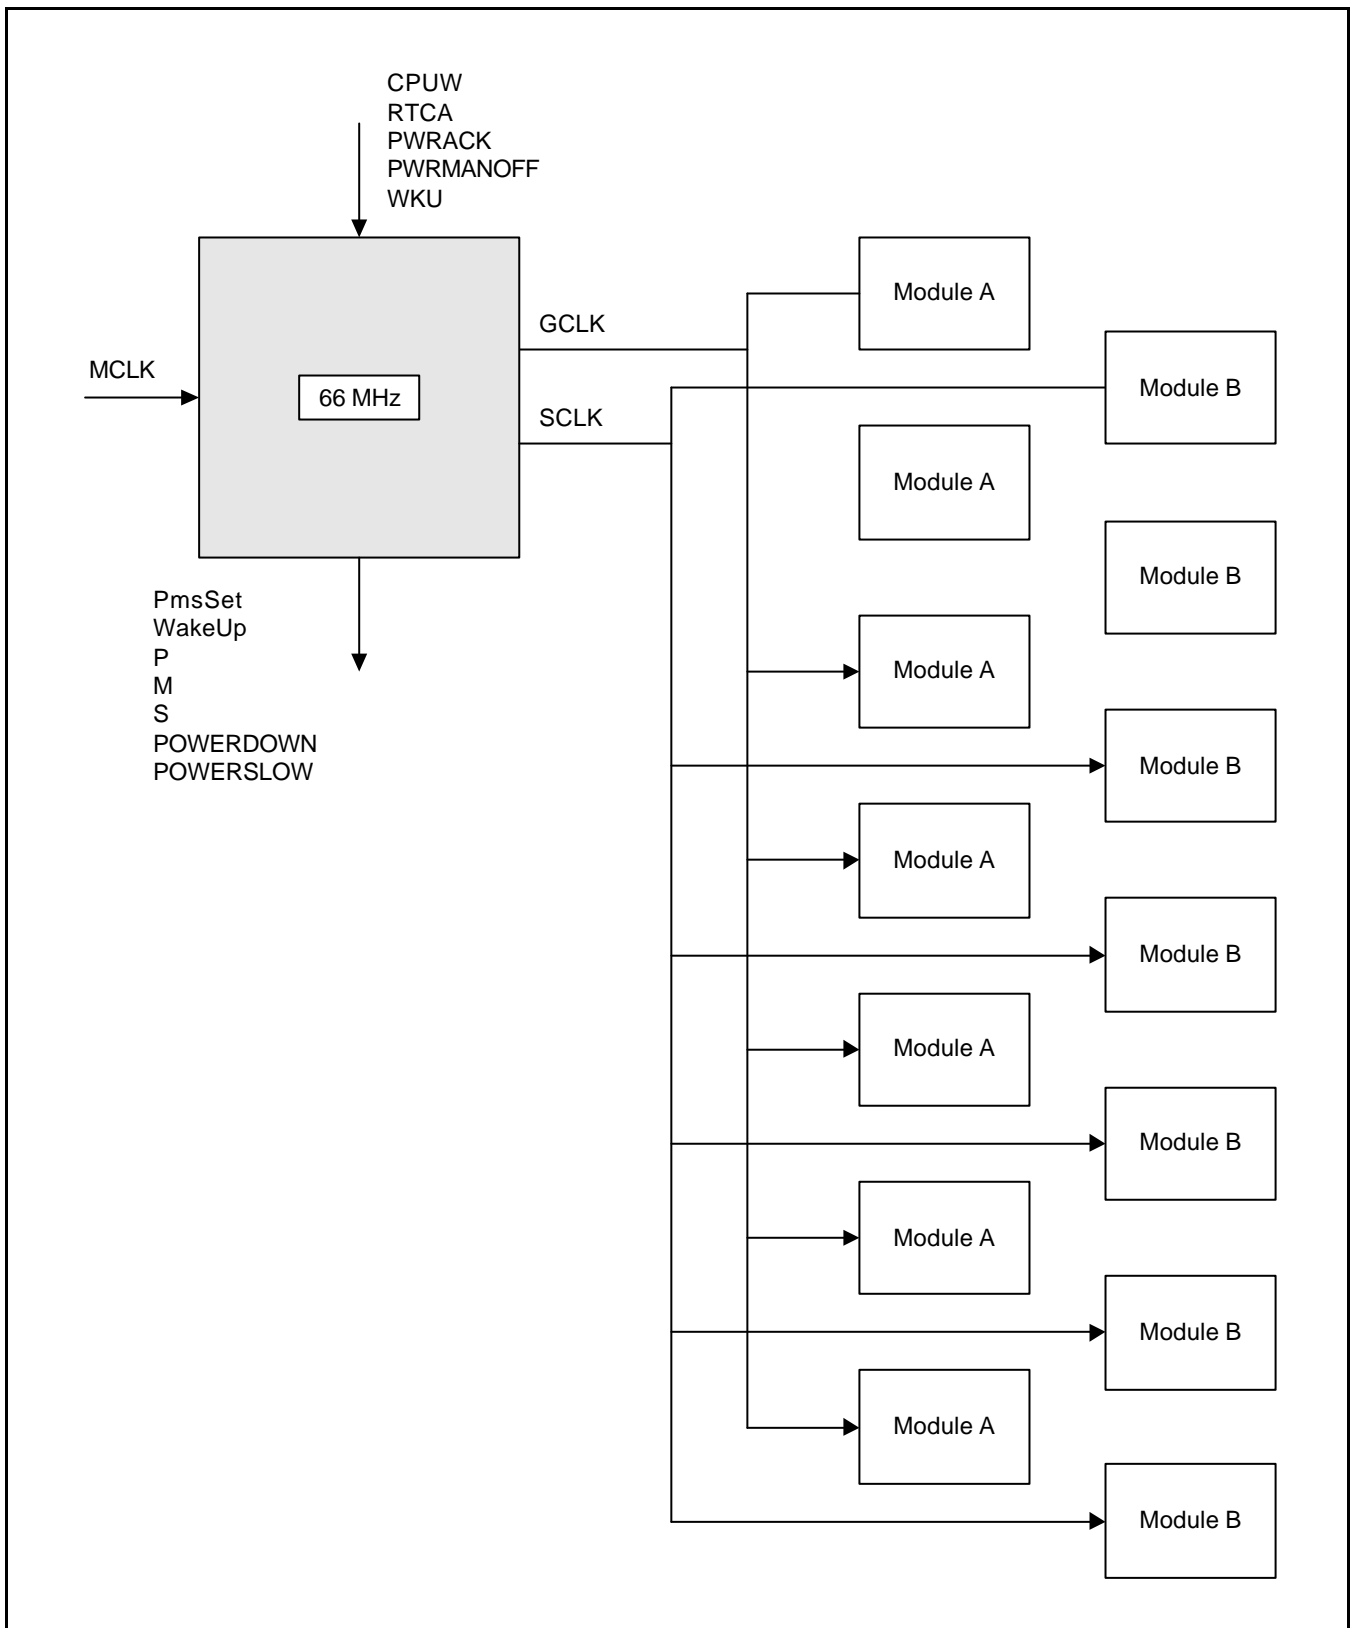 CPUW
RTCA
PWRACK
PWRMANOFF
WKU
MCLK
66 MHz
GCLK
SCLK
PmsSet
WakeUp
P
M
S
POWERDOWN
POWERSLOW
Module A
Module B
Module A
Module B
Module A
Module B
Module A
Module B
Module A
Module B
Module A
Module B
Module A
Module B